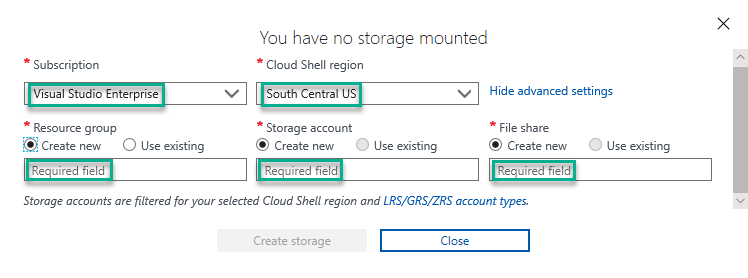 You have no storage mounted
* Subscription
* Cloud Shell region
Visual Studio Enterprise
South Central US
Hide advanced settings
* Resource group
* Storage account
* File share
Create new
Use existing
Create new
Use existing
Create new
Use existing
Required field
Required field
Required field
Storage accounts are filtered for your selected Cloud Shell region and LRS/GRS/ZRS account types.
Create storage
Close